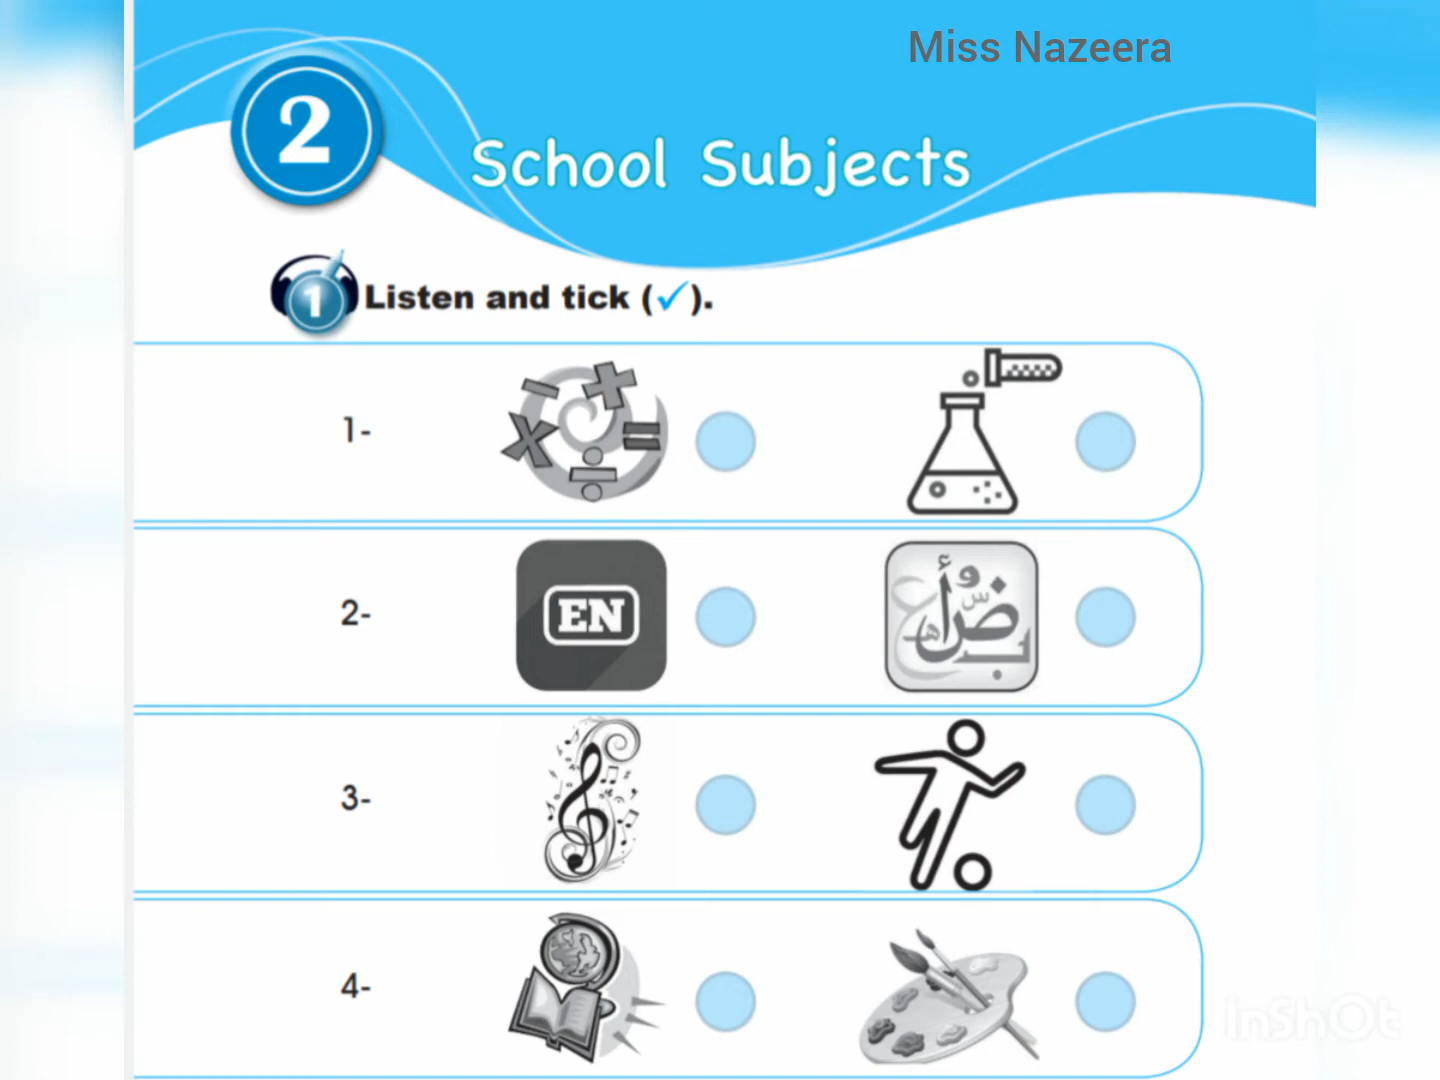 Miss Nazeera
2
School Subjects
1 Listen and tick (✓).
1-
2-
EN
3-
4-
InShOt